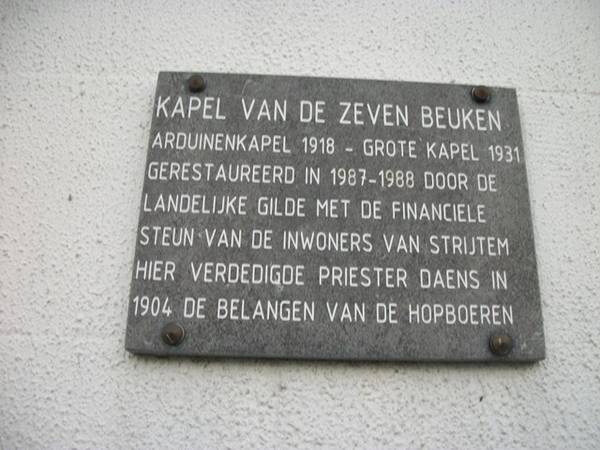 KAPEL VAN DE ZEVEN BEUKEN
ARDUINENKAPEL 1918 - GROTE KAPEL 1931
GERESTAUREERD IN 1987-1988 DOOR DE
LANDELIJKE GILDE MET DE FINANCIELE
STEUN VAN DE INWONERS VAN STRIJTEM
HIER VERDEDIGDE PRIESTER DAENS IN
1904 DE BELANGEN VAN DE HOPBOEREN